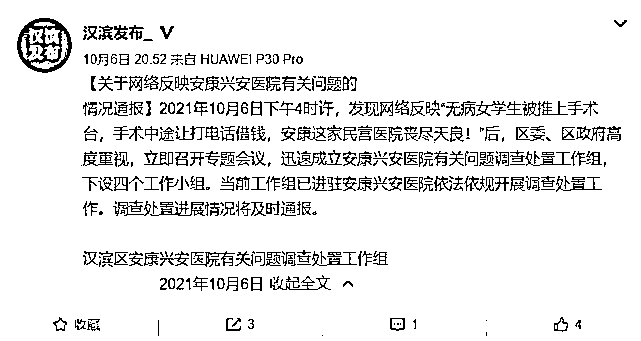 汉滨发布
汉滨发布_
10月6日 20:52 来自 HUAWEI P30 Pro
【关于网络反映安康兴安医院有关问题的
情况通报】2021年10月6日下午4时许，发现网络反映“无病女学生被推上手术
台，手术中途让打电话借钱，安康这家民营医院丧尽天良！”后，区委、区政府高
度重视，立即召开专题会议，迅速成立安康兴安医院有关问题调查处置工作组，
下设四个工作小组。当前工作组已进驻安康兴安医院依法依规开展调查处置工
作。调查处置进展情况将及时通报。
汉滨区安康兴安医院有关问题调查处置工作组
2021年10月6日 收起全文
收藏 3 1 4